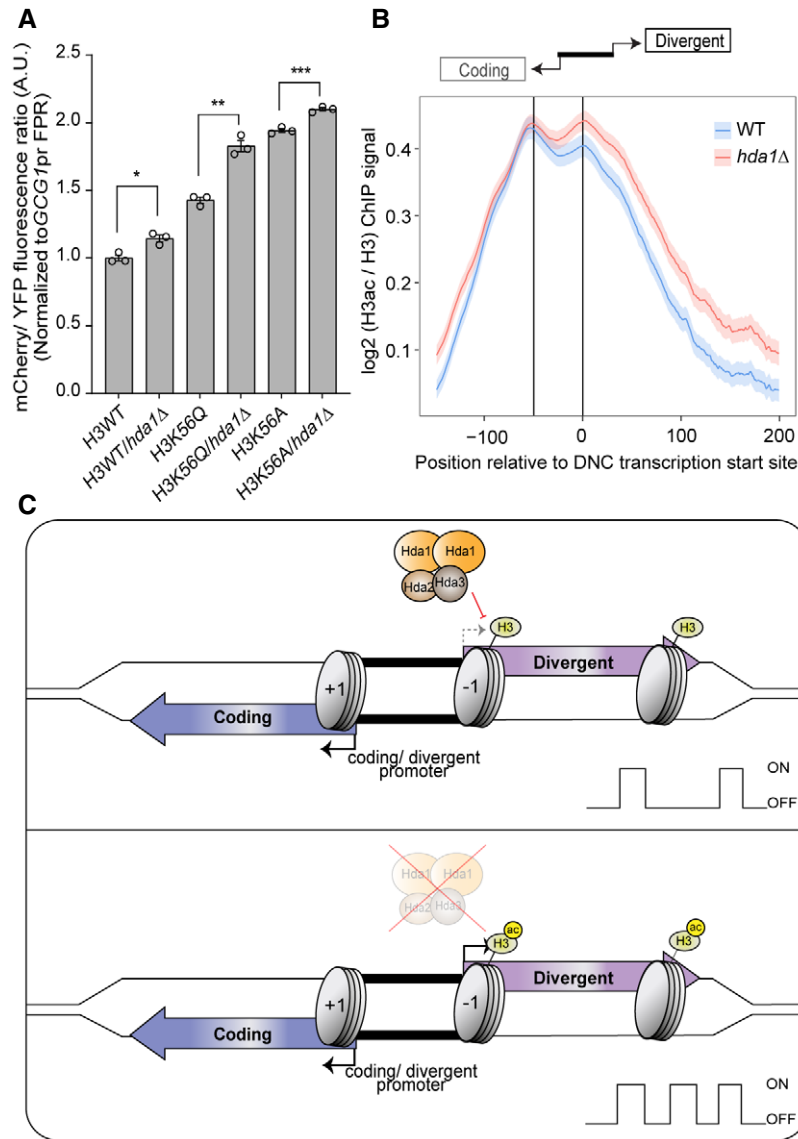 A
mCherry/ YFP fluorescence ratio (A.U.)
(Normalized toGCG1pr FPR)
2.5
2.0
1.5
1.0
0.5
0.0
*
**
***
H3WT
H3WT/hda1Δ
H3K56Q
H3K56Q/hda1Δ
H3K56A
H3K56A/hda1Δ
B
Divergent
Coding
log2 (H3ac / H3) ChIP signal
0.4
0.3
0.2
0.1
WT
hda1Δ
−100 0 100 200
Position relative to DNC transcription start site
C
Hda1 Hda1
Hda2 Hda3
H3 H3
+1 -1 Divergent
Coding
coding/ divergent
promoter
ON
OFF
Hda1 Hda1
Hda2 Hda3
ac ac
H3 H3
+1 -1 Divergent
Coding
coding/ divergent
promoter
ON
OFF